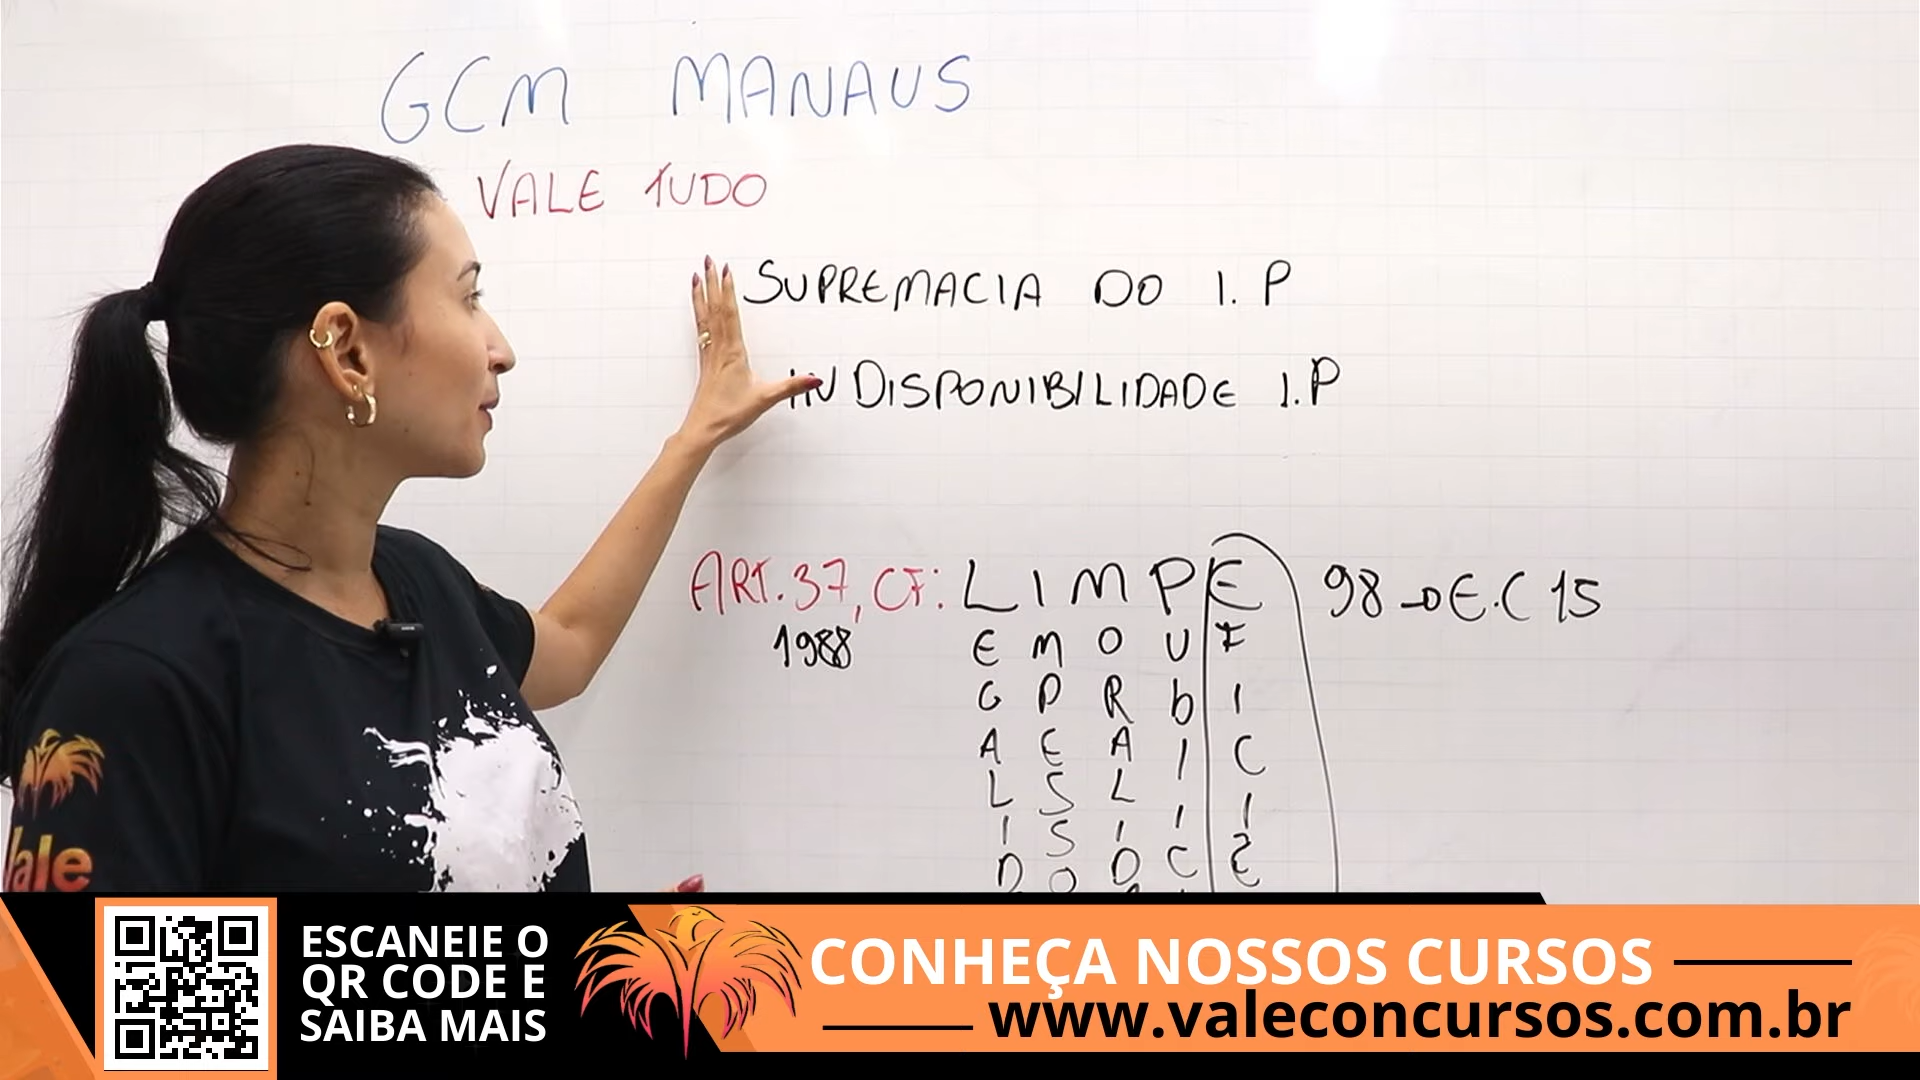 GCM MANAUS
VALE TUDO
SUPREMACIA DO I.P
INDISPONIBILIDADE I.P
ART. 37, CF: LIMPE 98 → E.C 15
1988 E M O U F
G P R B I
A E A L C
L S L I I
I S I C Ê
D O D
Vale
ESCANEIE O
QR CODE E
SAIBA MAIS
CONHEÇA NOSSOS CURSOS
www.valeconcursos.com.br